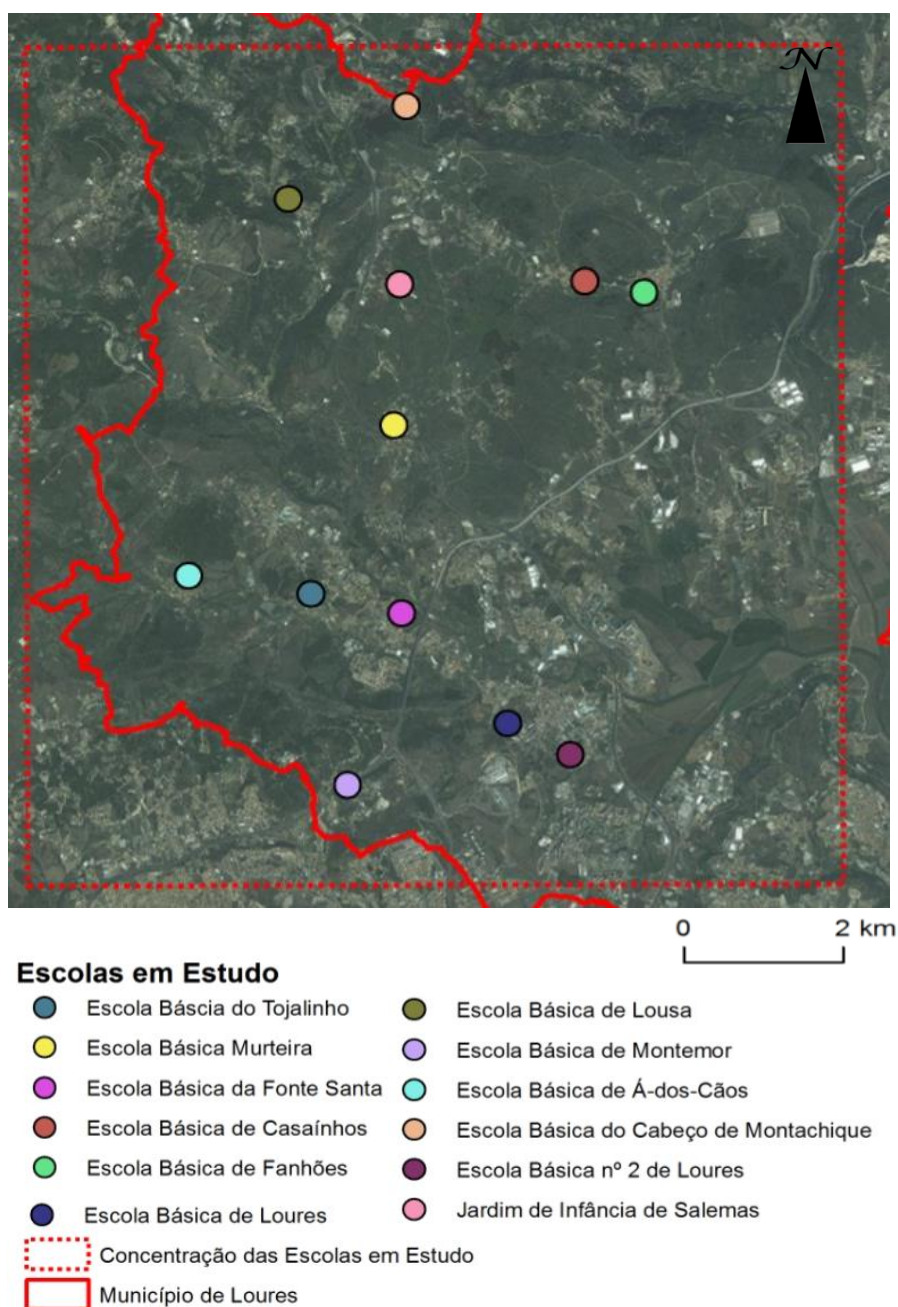 N
0 2 km
Escolas em Estudo
Escola Báscia do Tojalinho
Escola Básica Murteira
Escola Básica da Fonte Santa
Escola Básica de Casaínhos
Escola Básica de Fanhões
Escola Básica de Loures
Escola Básica de Lousa
Escola Básica de Montemor
Escola Básica de Á-dos-Cãos
Escola Básica do Cabeço de Montachique
Escola Básica nº 2 de Loures
Jardim de Infância de Salemas
Concentração das Escolas em Estudo
Município de Loures